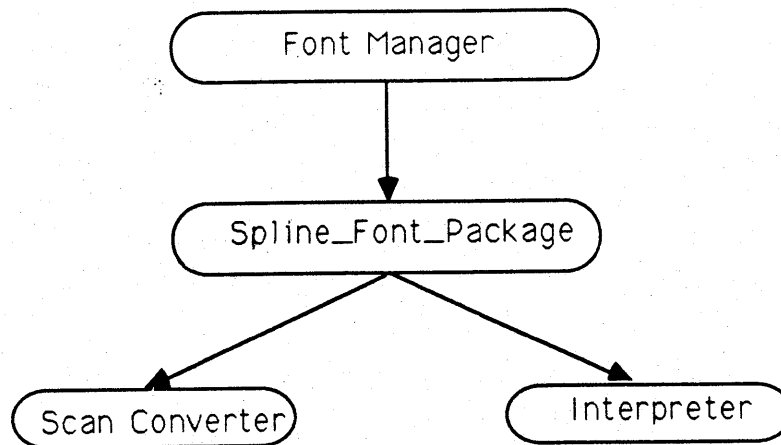 Font Manager
Spline_Font_Package
Scan Converter
Interpreter